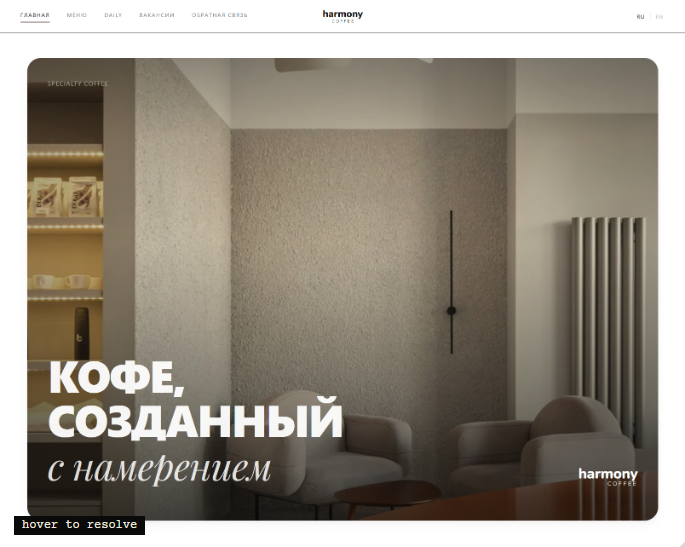 ГЛАВНАЯ МЕНЮ DAILY ВАКАНСИИ ОБРАТНАЯ СВЯЗЬ
harmony
COFFEE
RU | EN
SPECIALTY COFFEE
КОФЕ,
СОЗДАННЫЙ
с намерением
harmony
COFFEE
hover to resolve